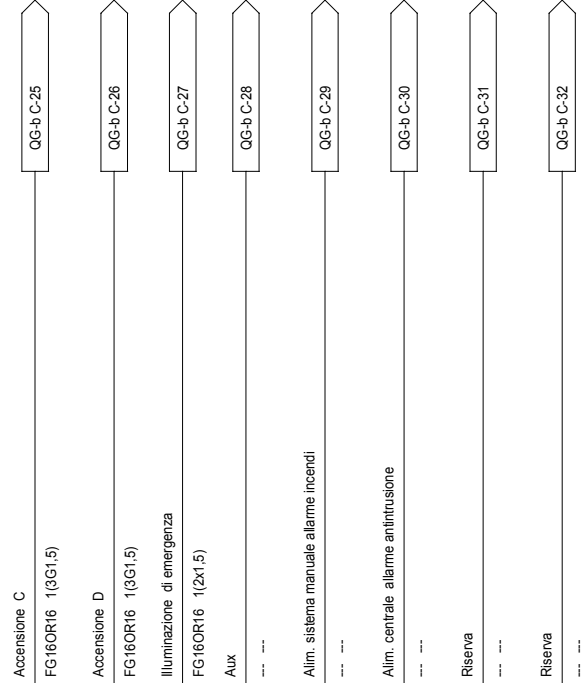 Accensione C
FG16OR16 1(3G1,5)
QG-b C-25
Accensione D
FG16OR16 1(3G1,5)
QG-b C-26
Illuminazione di emergenza
FG16OR16 1(2x1,5)
QG-b C-27
Aux
--- ---
QG-b C-28
Alim. sistema manuale allarme incendi
--- ---
QG-b C-29
Alim. centrale allarme antintrusione
--- ---
QG-b C-30
Riserva
--- ---
QG-b C-31
Riserva
--- ---
QG-b C-32